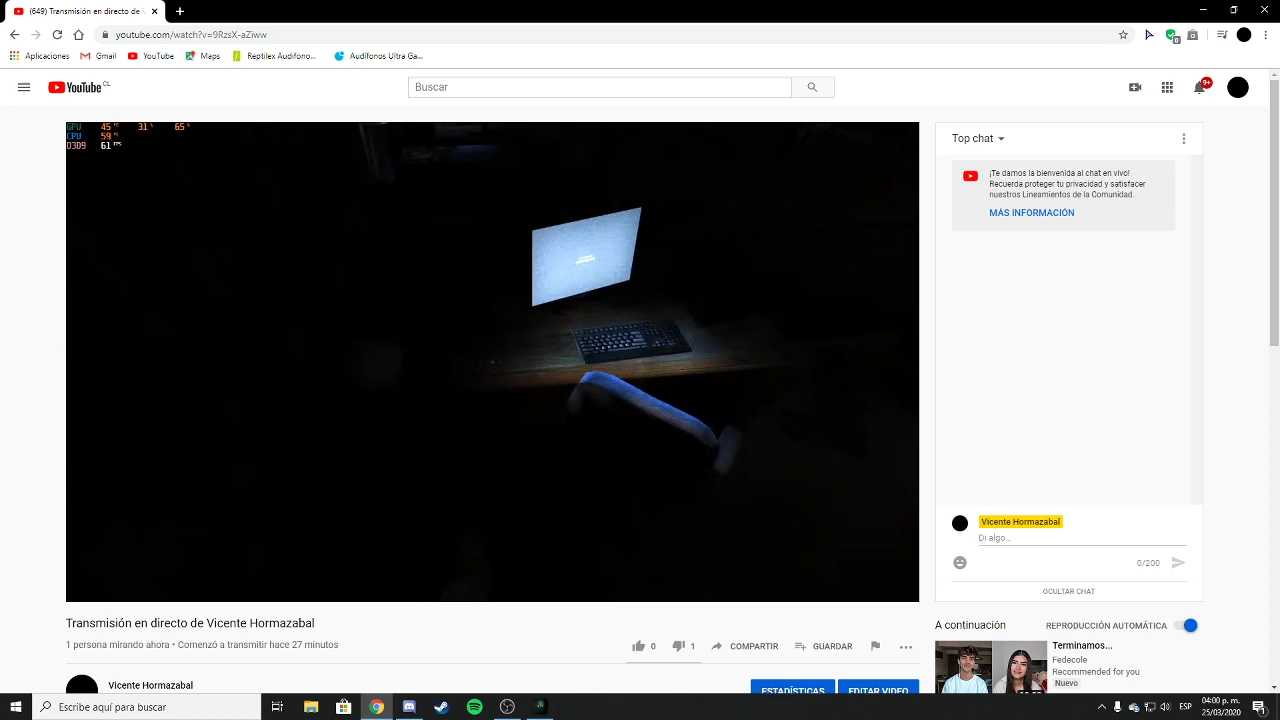 (649) Transmisión en directo de V
youtube.com/watch?v=9RzsX-aZiww
Aplicaciones
Gmail
YouTube
Maps
Reptilex Audifono...
Audífonos Ultra Ga...
YouTube CL
Buscar
9+
GPU 45 °C 31 % 65 %
CPU 59 °C
D3D9 61 FPS
Top chat
¡Te damos la bienvenida al chat en vivo!
Recuerda proteger tu privacidad y satisfacer
nuestros Lineamientos de la Comunidad.
MÁS INFORMACIÓN
Vicente Hormazabal
Di algo...
0/200
OCULTAR CHAT
Transmisión en directo de Vicente Hormazabal
1 persona mirando ahora • Comenzó a transmitir hace 27 minutos
0
1
COMPARTIR
GUARDAR
Vicente Hormazabal
ESTADÍSTICAS
EDITAR VIDEO
A continuación
REPRODUCCIÓN AUTOMÁTICA
Terminamos...
Fedecole
Recommended for you
Nuevo
Escribe aquí para buscar
ESP
04:00 p. m.
25/03/2020
1